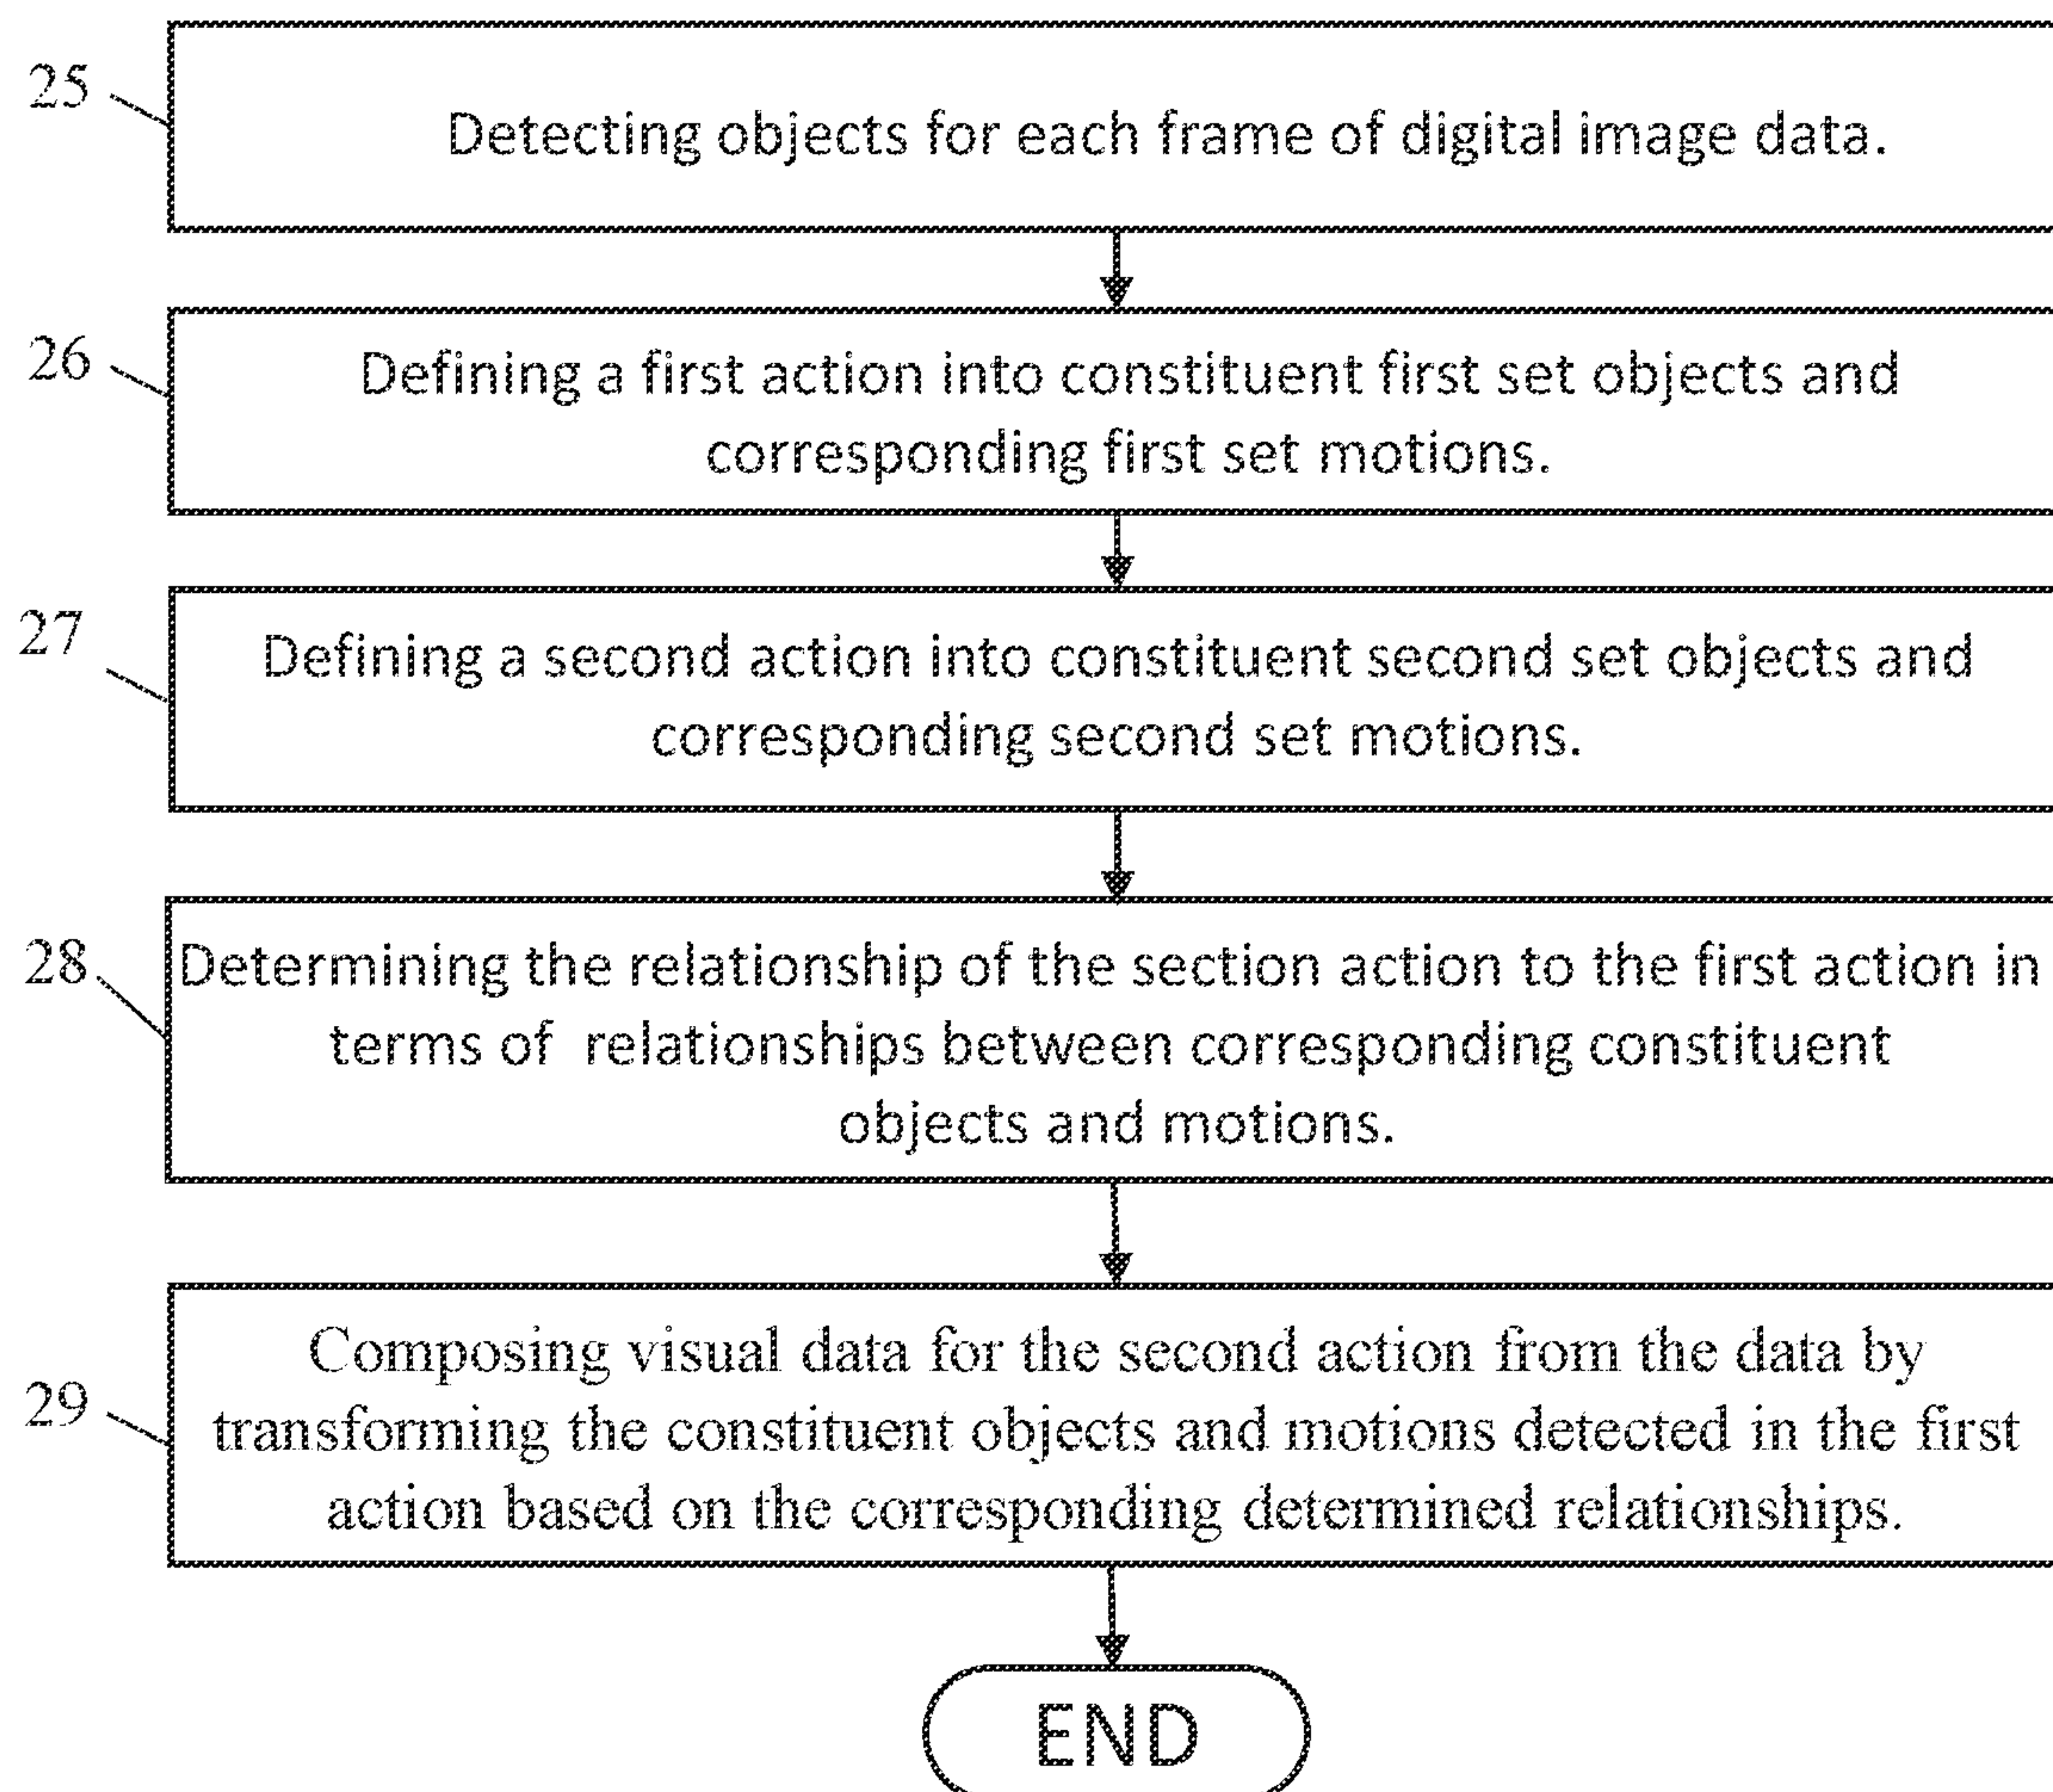 25
Detecting objects for each frame of digital image data.
26
Defining a first action into constituent first set objects and
corresponding first set motions.
27
Defining a second action into constituent second set objects and
corresponding second set motions.
28
Determining the relationship of the section action to the first action in
terms of relationships between corresponding constituent
objects and motions.
29
Composing visual data for the second action from the data by
transforming the constituent objects and motions detected in the first
action based on the corresponding determined relationships.
END